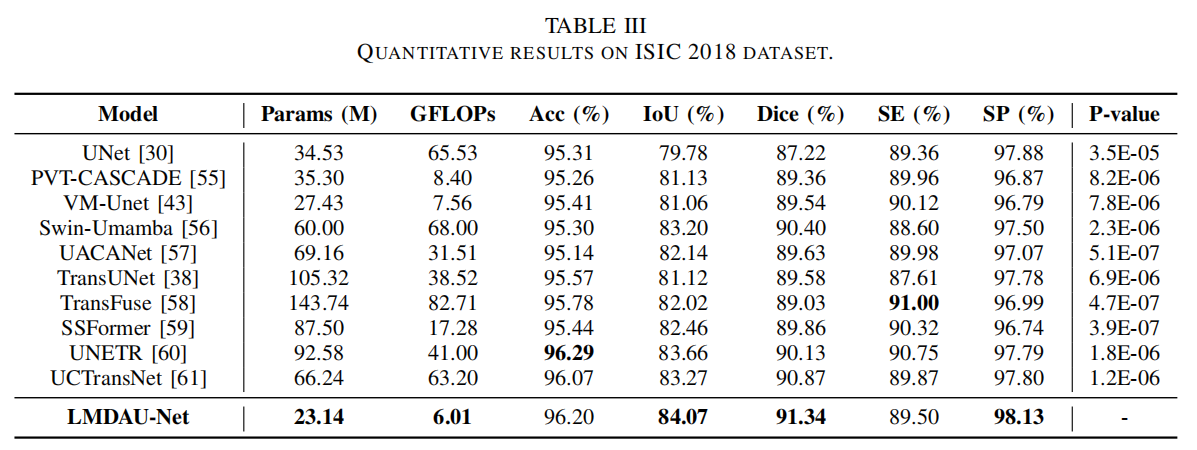 TABLE III
QUANTITATIVE RESULTS ON ISIC 2018 DATASET.
Model Params (M) GFLOPs Acc (%) IoU (%) Dice (%) SE (%) SP (%) P-value
UNet [30] 34.53 65.53 95.31 79.78 87.22 89.36 97.88 3.5E-05
PVT-CASCADE [55] 35.30 8.40 95.26 81.13 89.36 89.96 96.87 8.2E-06
VM-Unet [43] 27.43 7.56 95.41 81.06 89.54 90.12 96.79 7.8E-06
Swin-Umamba [56] 60.00 68.00 95.30 83.20 90.40 88.60 97.50 2.3E-06
UACANet [57] 69.16 31.51 95.14 82.14 89.63 89.98 97.07 5.1E-07
TransUNet [38] 105.32 38.52 95.57 81.12 89.58 87.61 97.78 6.9E-06
TransFuse [58] 143.74 82.71 95.78 82.02 89.03 91.00 96.99 4.7E-07
SSFormer [59] 87.50 17.28 95.44 82.46 89.86 90.32 96.74 3.9E-07
UNETR [60] 92.58 41.00 96.29 83.66 90.13 90.75 97.79 1.8E-06
UCTransNet [61] 66.24 63.20 96.07 83.27 90.87 89.87 97.80 1.2E-06
LMDAU-Net 23.14 6.01 96.20 84.07 91.34 89.50 98.13 -